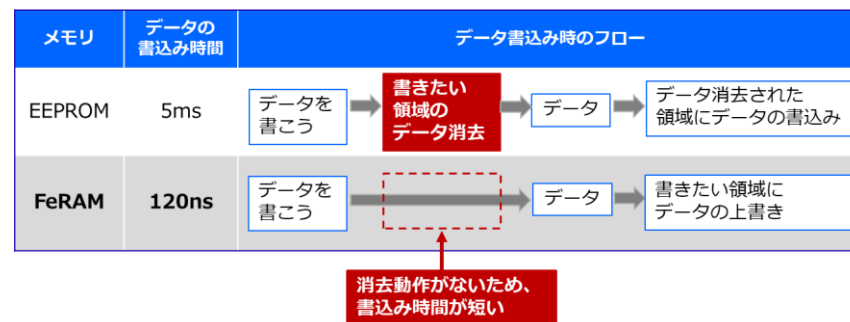 メモリ
データの
書込み時間
データ書込み時のフロー
EEPROM
5ms
データを
書こう
書きたい
領域の
データ消去
データ
データ消去された
領域にデータの書込み
FeRAM
120ns
データを
書こう
データ
書きたい領域に
データの上書き
消去動作がないため、
書込み時間が短い